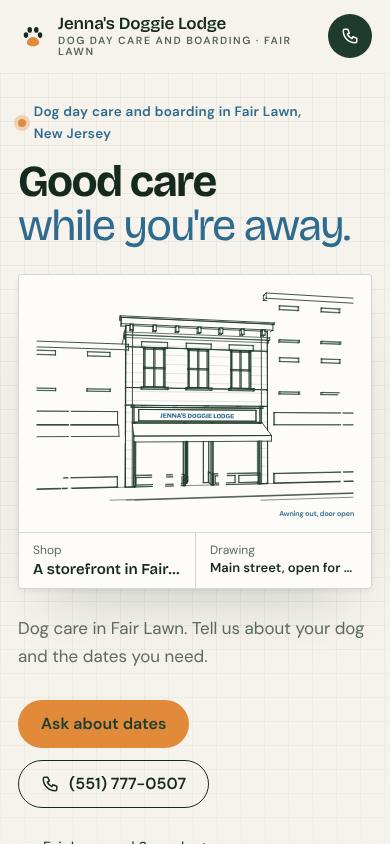 Jenna's Doggie Lodge
DOG DAY CARE AND BOARDING · FAIR
LAWN
Dog day care and boarding in Fair Lawn,
New Jersey
Good care
while you're away.
JENNA'S DOGGIE LODGE
Awning out, door open
Shop
A storefront in Fair...
Drawing
Main street, open for ...
Dog care in Fair Lawn. Tell us about your dog
and the dates you need.
Ask about dates
(551) 777-0507